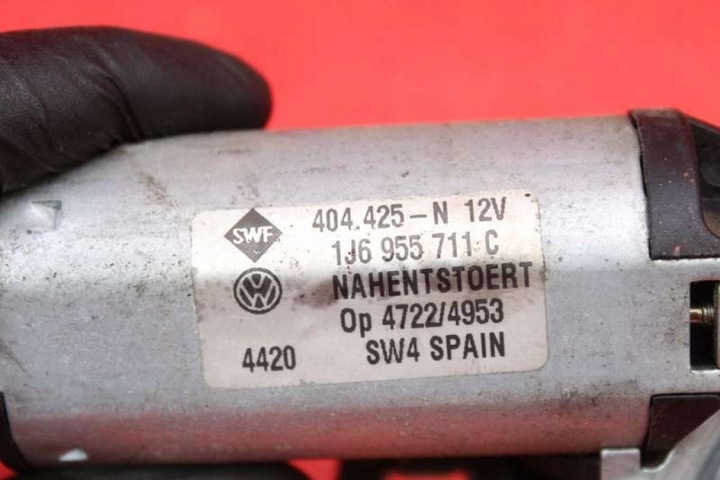 SWF 404.425-N 12V
1J6 955 711 C
NAHENTSTOERT
Op 4722/4953
4420 SW4 SPAIN